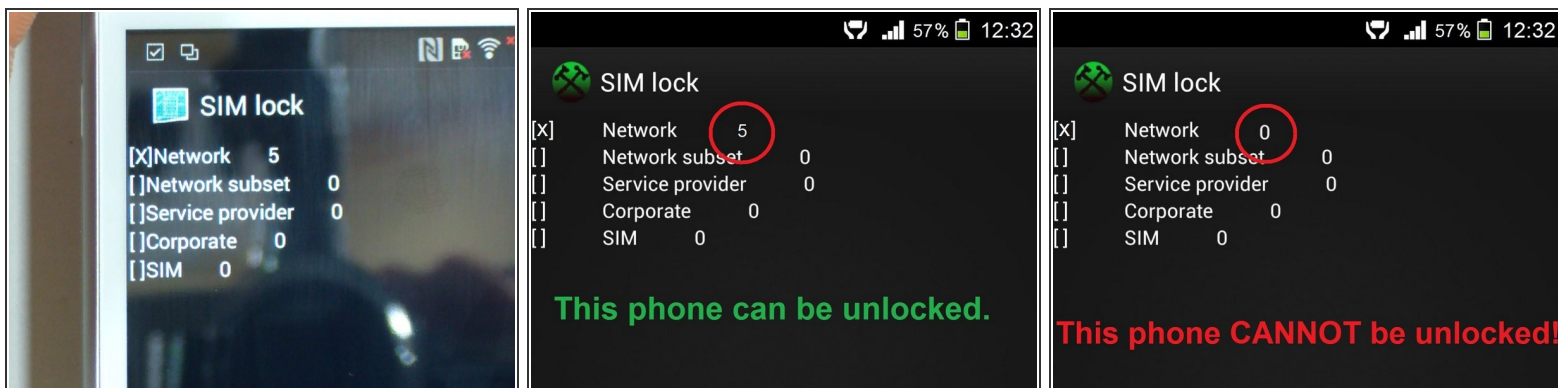 SIM lock
[X]Network 5
[ ]Network subset 0
[ ]Service provider 0
[ ]Corporate 0
[ ]SIM 0
57% 12:32
SIM lock
[X] Network 5
[ ] Network subset 0
[ ] Service provider 0
[ ] Corporate 0
[ ] SIM 0
This phone can be unlocked.
57% 12:32
SIM lock
[X] Network 0
[ ] Network subset 0
[ ] Service provider 0
[ ] Corporate 0
[ ] SIM 0
This phone CANNOT be unlocked!